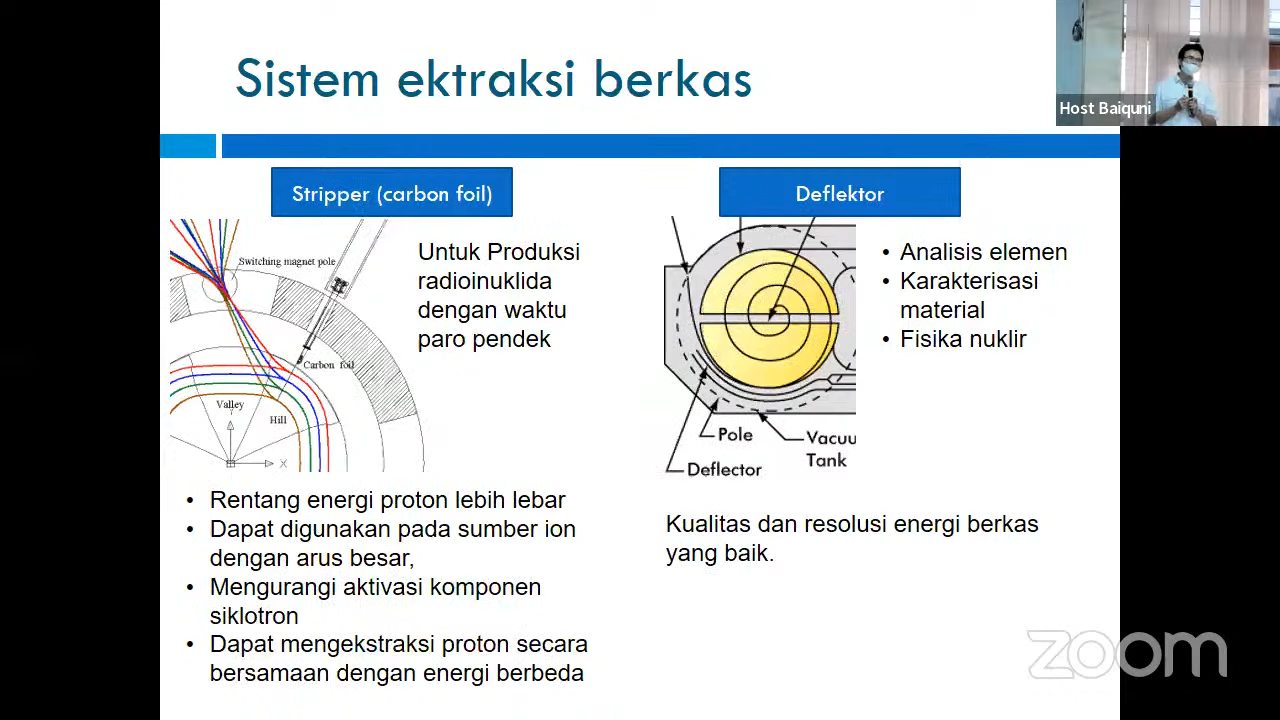 Sistem ektraksi berkas
Host Baiquni
Stripper (carbon foil)
Switching magnet pole
Carbon foil
Valley
Hill
X
Untuk Produksi
radioinuklida
dengan waktu
paro pendek
• Rentang energi proton lebih lebar
• Dapat digunakan pada sumber ion
dengan arus besar,
• Mengurangi aktivasi komponen
siklotron
• Dapat mengekstraksi proton secara
bersamaan dengan energi berbeda
Deflektor
Pole
Vacuu
Tank
Deflector
• Analisis elemen
• Karakterisasi
material
• Fisika nuklir
Kualitas dan resolusi energi berkas
yang baik.
zoom